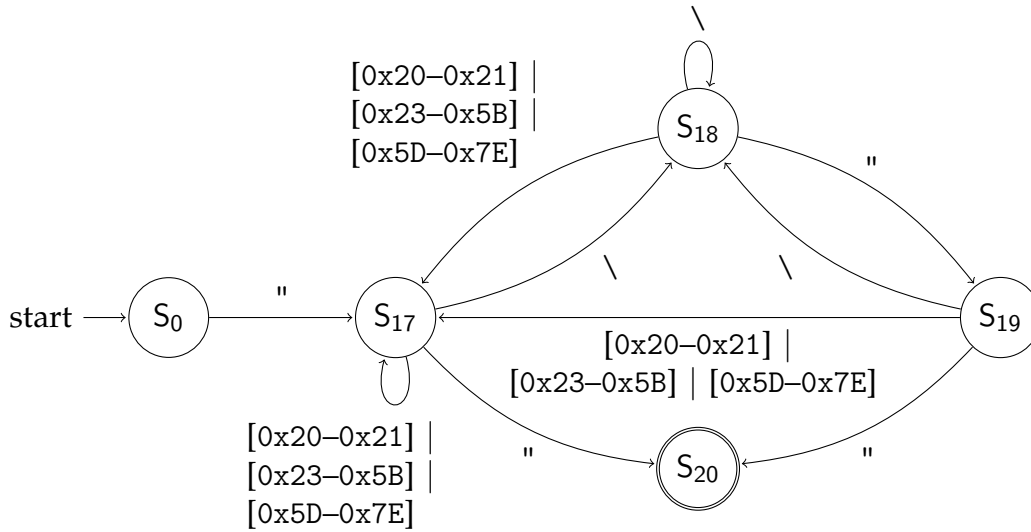 \
[0x20–0x21] |
[0x23–0x5B] |
[0x5D–0x7E]
S18
"
\
\
start
S0
"
S17
S19
[0x20–0x21] |
[0x23–0x5B] | [0x5D–0x7E]
[0x20–0x21] |
[0x23–0x5B] |
[0x5D–0x7E]
"
S20
"